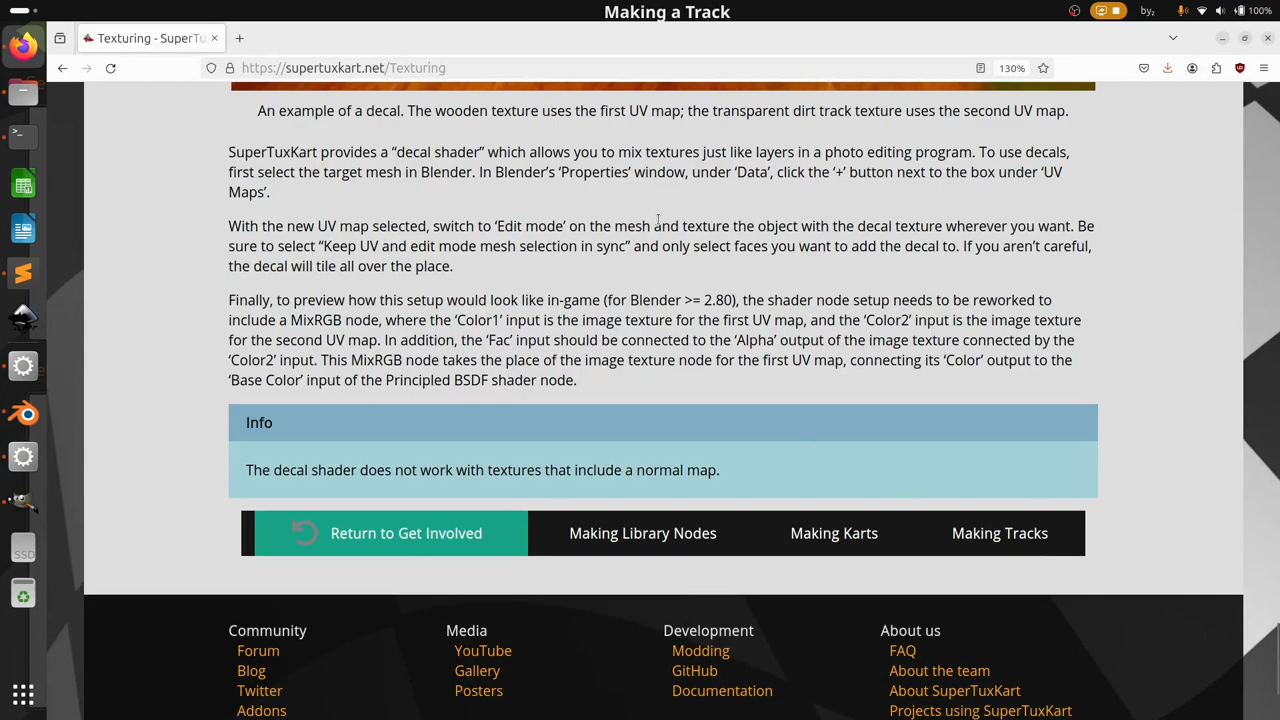 Making a Track
by₂
100%
Texturing - SuperTu
https://supertuxkart.net/Texturing
130%
An example of a decal. The wooden texture uses the first UV map; the transparent dirt track texture uses the second UV map.
SuperTuxKart provides a “decal shader” which allows you to mix textures just like layers in a photo editing program. To use decals,
first select the target mesh in Blender. In Blender’s ‘Properties’ window, under ‘Data’, click the ‘+’ button next to the box under ‘UV
Maps’.
With the new UV map selected, switch to ‘Edit mode’ on the mesh and texture the object with the decal texture wherever you want. Be
sure to select “Keep UV and edit mode mesh selection in sync” and only select faces you want to add the decal to. If you aren’t careful,
the decal will tile all over the place.
Finally, to preview how this setup would look like in-game (for Blender >= 2.80), the shader node setup needs to be reworked to
include a MixRGB node, where the ‘Color1’ input is the image texture for the first UV map, and the ‘Color2’ input is the image texture
for the second UV map. In addition, the ‘Fac’ input should be connected to the ‘Alpha’ output of the image texture connected by the
‘Color2’ input. This MixRGB node takes the place of the image texture node for the first UV map, connecting its ‘Color’ output to the
‘Base Color’ input of the Principled BSDF shader node.
Info
The decal shader does not work with textures that include a normal map.
Return to Get Involved Making Library Nodes Making Karts Making Tracks
SSD
Community Media Development About us
Forum YouTube Modding FAQ
Blog Gallery GitHub About the team
Twitter Posters Documentation About SuperTuxKart
Addons Projects using SuperTuxKart